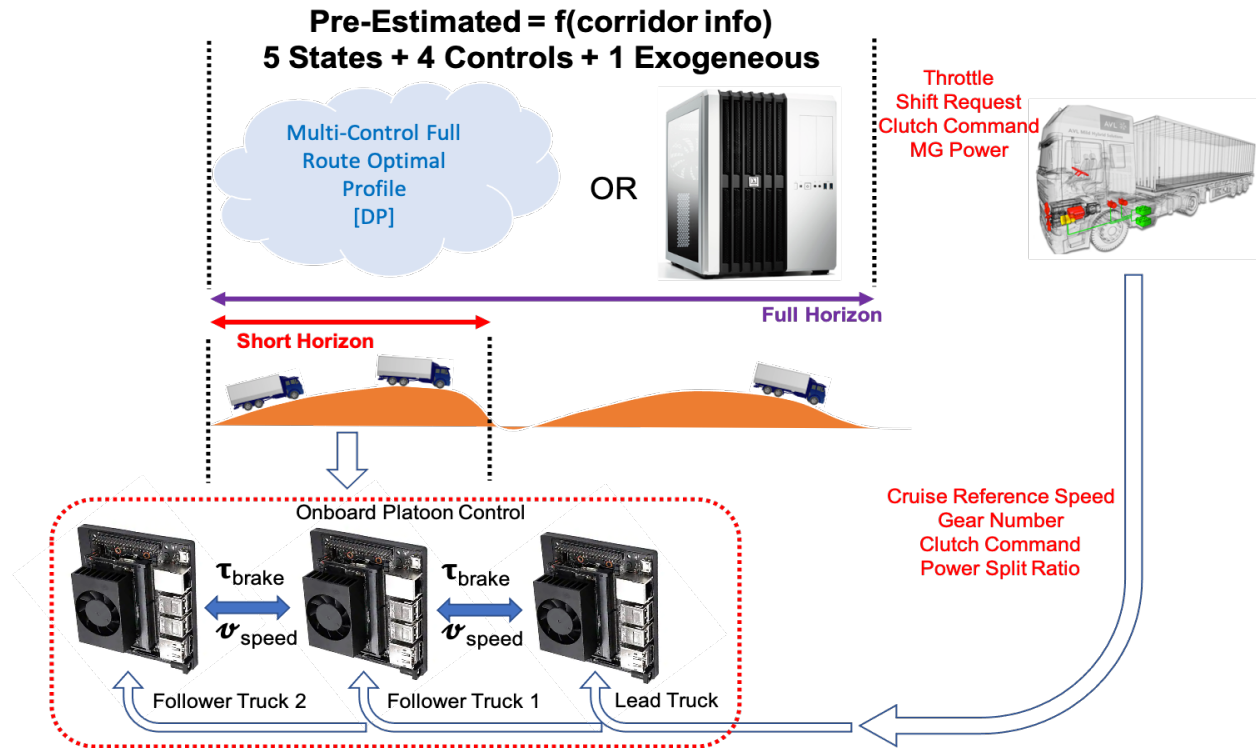 Pre-Estimated = f(corridor info)
5 States + 4 Controls + 1 Exogeneous
Multi-Control Full
Route Optimal
Profile
[DP]
OR
Throttle
Shift Request
Clutch Command
MG Power
AVL
Full Horizon
Short Horizon
Onboard Platoon Control
τbrake
𝒗speed
τbrake
𝒗speed
Follower Truck 2
Follower Truck 1
Lead Truck
Cruise Reference Speed
Gear Number
Clutch Command
Power Split Ratio